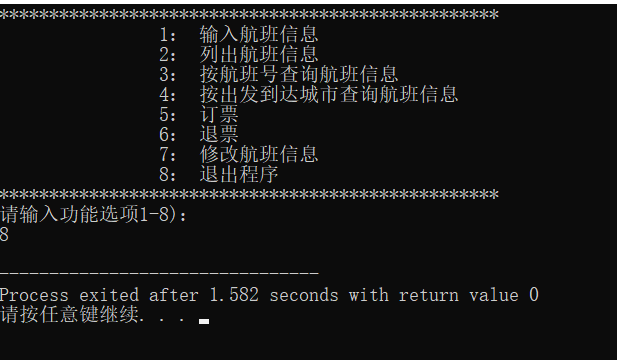 **************************************************
1： 输入航班信息
2： 列出航班信息
3： 按航班号查询航班信息
4： 按出发到达城市查询航班信息
5： 订票
6： 退票
7： 修改航班信息
8： 退出程序
**************************************************
请输入功能选项1-8)：
8
--------------------------------
Process exited after 1.582 seconds with return value 0
请按任意键继续. . .